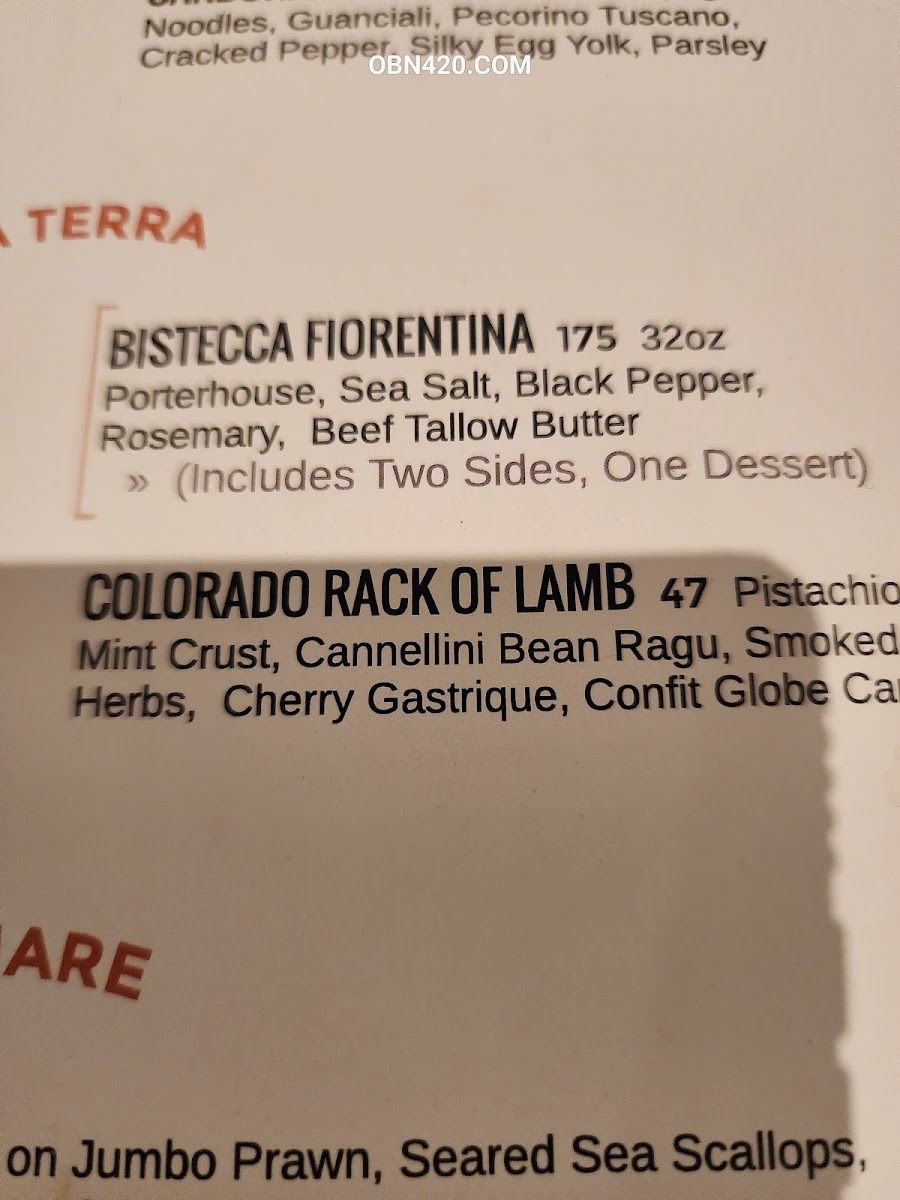 Noodles, Guanciali, Pecorino Tuscano,
Cracked Pepper, Silky Egg Yolk, Parsley
OBN420.COM
TERRA
BISTECCA FIORENTINA 175 32oz
Porterhouse, Sea Salt, Black Pepper,
Rosemary, Beef Tallow Butter
» (Includes Two Sides, One Dessert)
COLORADO RACK OF LAMB 47 Pistachio
Mint Crust, Cannellini Bean Ragu, Smoked
Herbs, Cherry Gastrique, Confit Globe
ARE
on Jumbo Prawn, Seared Sea Scallops,